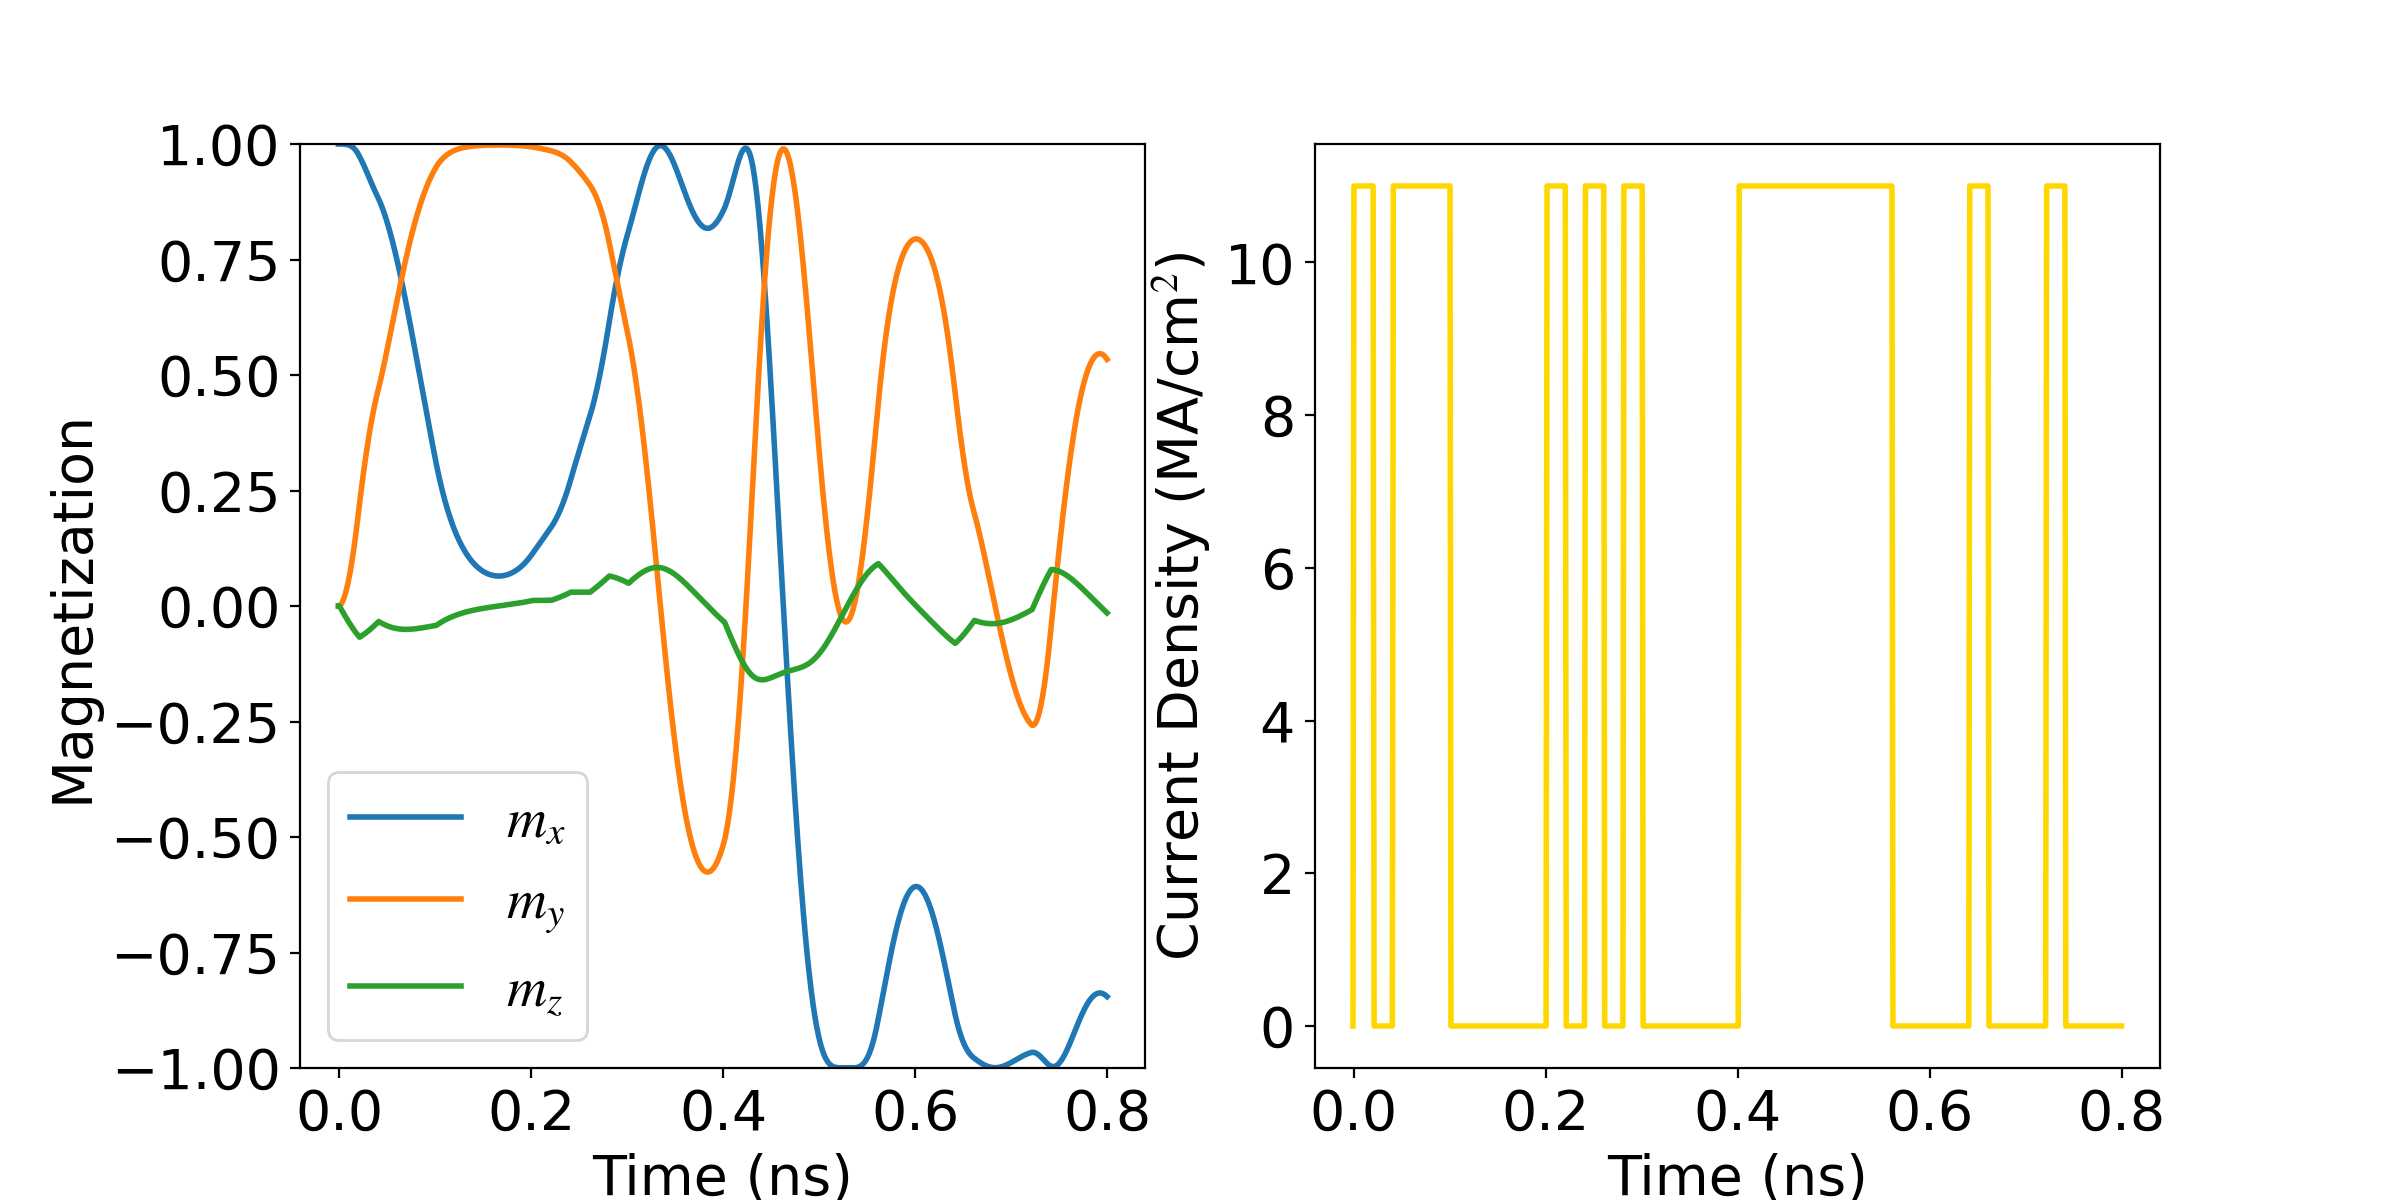 Magnetization
1.00
0.75
0.50
0.25
0.00
−0.25
−0.50
−0.75
−1.00
m_x
m_y
m_z
0.0 0.2 0.4 0.6 0.8
Time (ns)
Current Density (MA/cm²)
10
8
6
4
2
0
0.0 0.2 0.4 0.6 0.8
Time (ns)